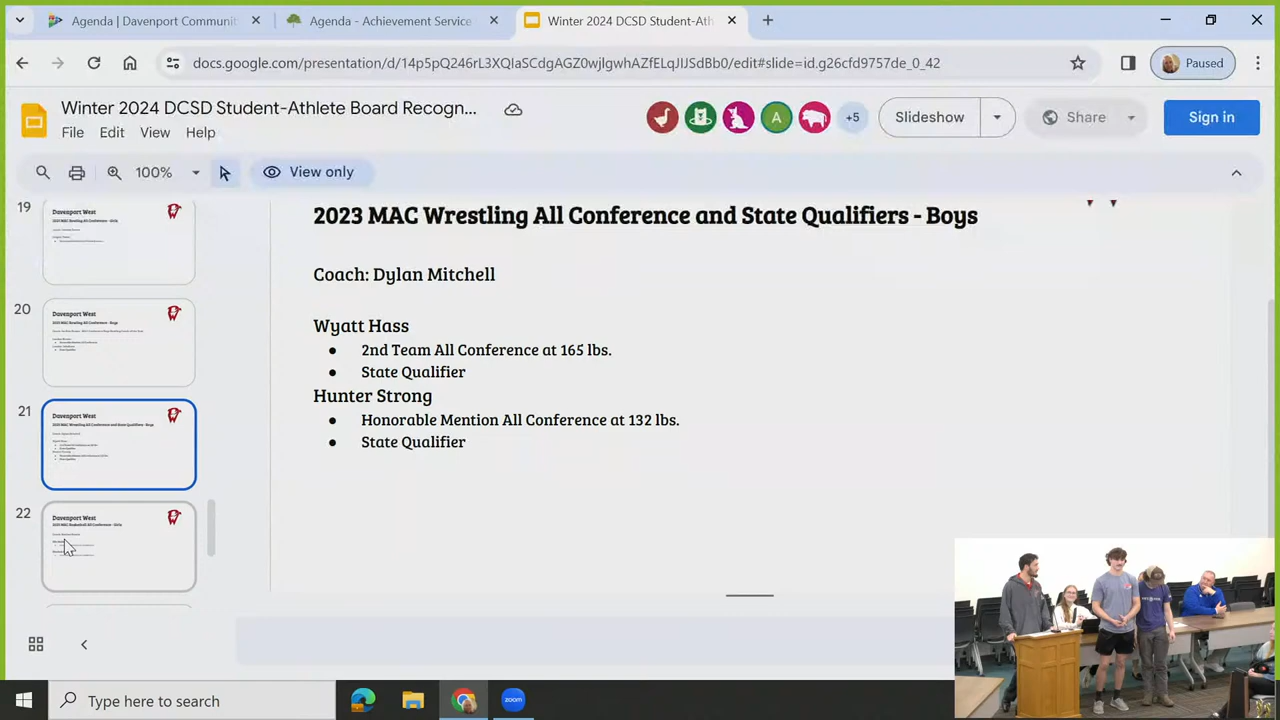 Agenda | Davenport Communi
Agenda - Achievement Service
Winter 2024 DCSD Student-Ath
docs.google.com/presentation/d/14p5pQ246rL3XQIaSCdgAGZ0wjIgwhAZfELqJIJSdBb0/edit#slide=id.g26cfd9757de_0_42
Paused
Winter 2024 DCSD Student-Athlete Board Recogn...
File Edit View Help
A
+5
Slideshow
Share
Sign in
100%
View only
19
Davenport West
20
Davenport West
21
Davenport West
22
Davenport West
2023 MAC Wrestling All Conference and State Qualifiers - Boys
Coach: Dylan Mitchell
Wyatt Hass
● 2nd Team All Conference at 165 lbs.
● State Qualifier
Hunter Strong
● Honorable Mention All Conference at 132 lbs.
● State Qualifier
Type here to search
zoom